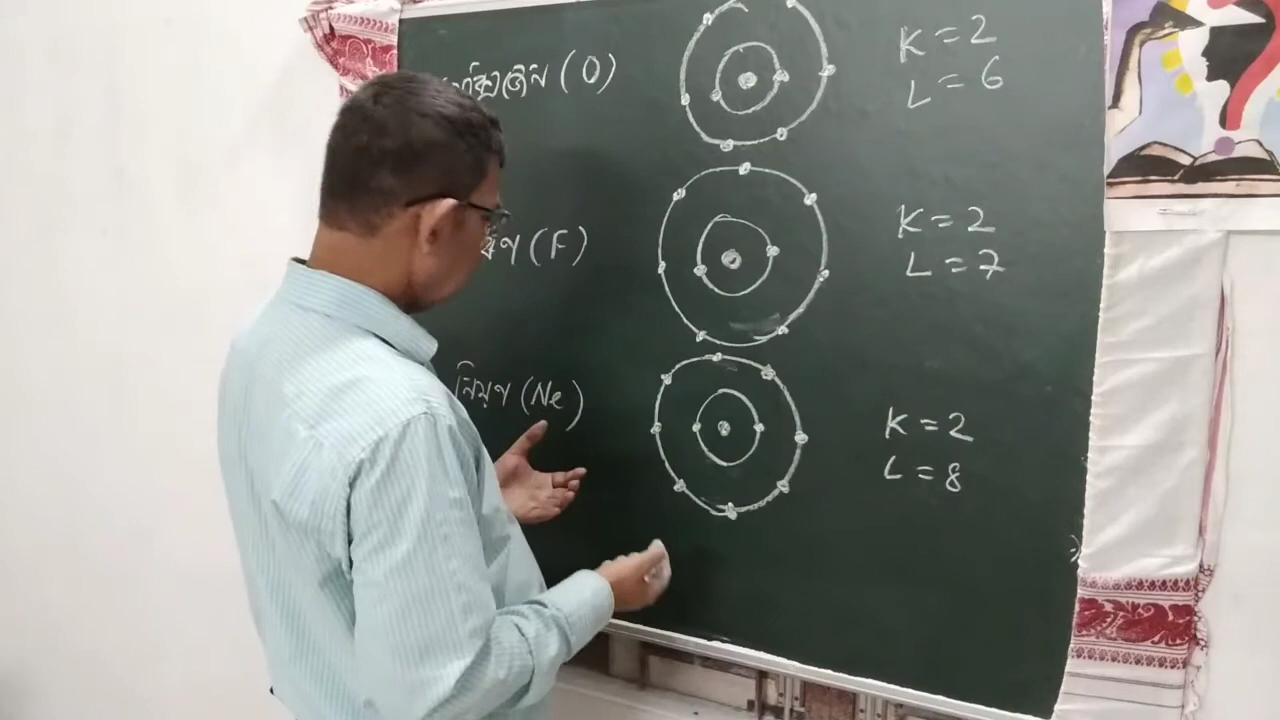 (O)
K = 2
L = 6
(F)
K = 2
L = 7
নিয়ণ (Ne)
K = 2
L = 8